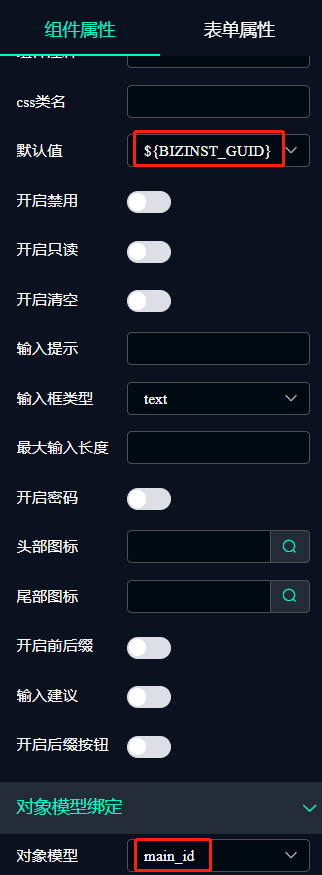 组件属性 表单属性
css类名
默认值 ${BIZINST_GUID}
开启禁用
开启只读
开启清空
输入提示
输入框类型 text
最大输入长度
开启密码
头部图标
尾部图标
开启前后缀
输入建议
开启后缀按钮
对象模型绑定
对象模型 main_id